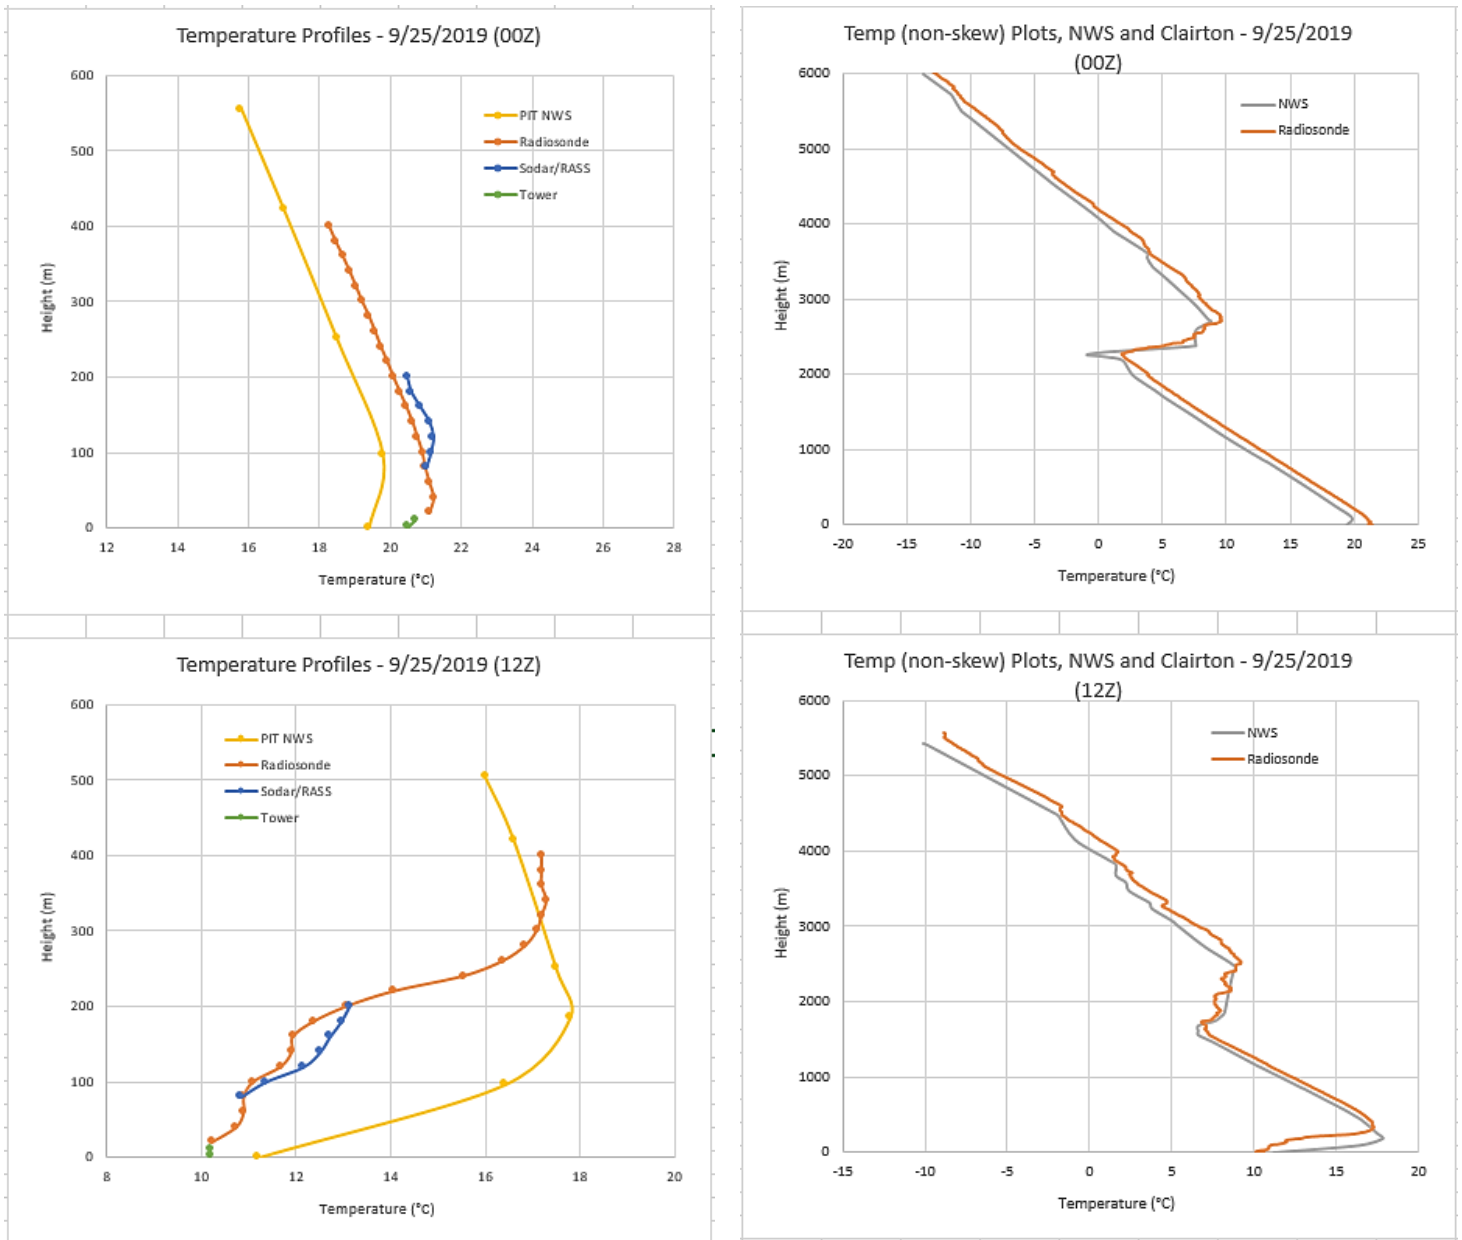 Temperature Profiles - 9/25/2019 (00Z)
600
500
400
300
200
100
0
Height (m)
12 14 16 18 20 22 24 26 28
Temperature (°C)
PIT NWS
Radiosonde
Sodar/RASS
Tower
Temp (non-skew) Plots, NWS and Clairton - 9/25/2019
(00Z)
6000
5000
4000
3000
2000
1000
0
Height (m)
-20 -15 -10 -5 0 5 10 15 20 25
Temperature (°C)
NWS
Radiosonde
Temperature Profiles - 9/25/2019 (12Z)
600
500
400
300
200
100
0
Height (m)
8 10 12 14 16 18 20
Temperature (°C)
PIT NWS
Radiosonde
Sodar/RASS
Tower
Temp (non-skew) Plots, NWS and Clairton - 9/25/2019
(12Z)
6000
5000
4000
3000
2000
1000
0
Height (m)
-15 -10 -5 0 5 10 15 20
Temperature (°C)
NWS
Radiosonde